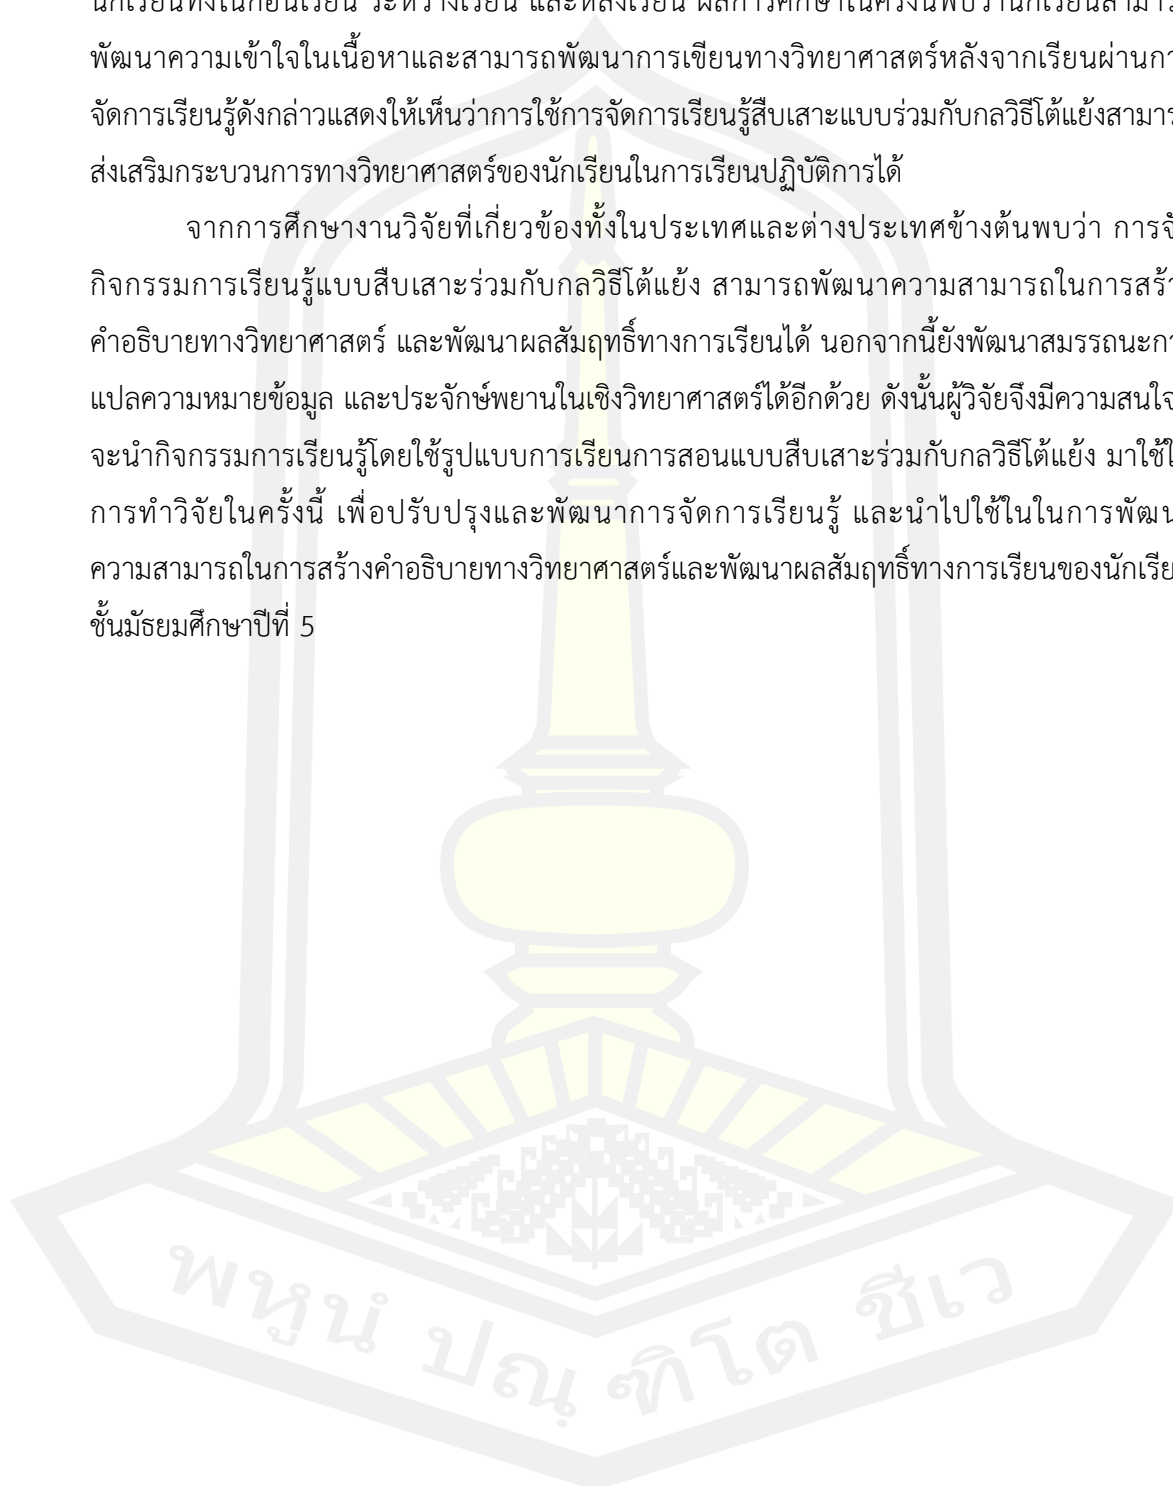 พัฒนาความเข้าใจในเนื้อหาและสามารถพัฒนาการเขียนทางวิทยาศาสตร์หลังจากเรียนผ่าน
จัดการเรียนรู้ดังกล่าวแสดงให้เห็นว่าการใช้การจัดการเรียนรู้สืบเสาะแบบร่วมกับกลวิธีโต้แย้ง
ส่งเสริมกระบวนการทางวิทยาศาสตร์ของนักเรียนในการเรียนปฏิบัติการได้
จากการศึกษางานวิจัยที่เกี่ยวข้องทั้งในประเทศและต่างประเทศข้างต้นพบว่า
กิจกรรมการเรียนรู้แบบสืบเสาะร่วมกับกลวิธีโต้แย้ง สามารถพัฒนาความสามารถในการ
คำอธิบายทางวิทยาศาสตร์ และพัฒนาผลสัมฤทธิ์ทางการเรียนได้ นอกจากนี้ยังพัฒนาสมรรถนะ
แปลความหมายข้อมูล และประจักษ์พยานในเชิงวิทยาศาสตร์ได้อีกด้วย ดังนั้นผู้วิจัยจึงมีความสนใจ
จะนำกิจกรรมการเรียนรู้โดยใช้รูปแบบการเรียนการสอนแบบสืบเสาะร่วมกับกลวิธีโต้แย้ง มาใช้
การทำวิจัยในครั้งนี้ เพื่อปรับปรุงและพัฒนาการจัดการเรียนรู้ และนำไปใช้ในในการ
ความสามารถในการสร้างคำอธิบายทางวิทยาศาสตร์และพัฒนาผลสัมฤทธิ์ทางการเรียนของ
ชั้นมัธยมศึกษาปีที่ 5
พหูนํ ปณฺฑิโต ชีเว